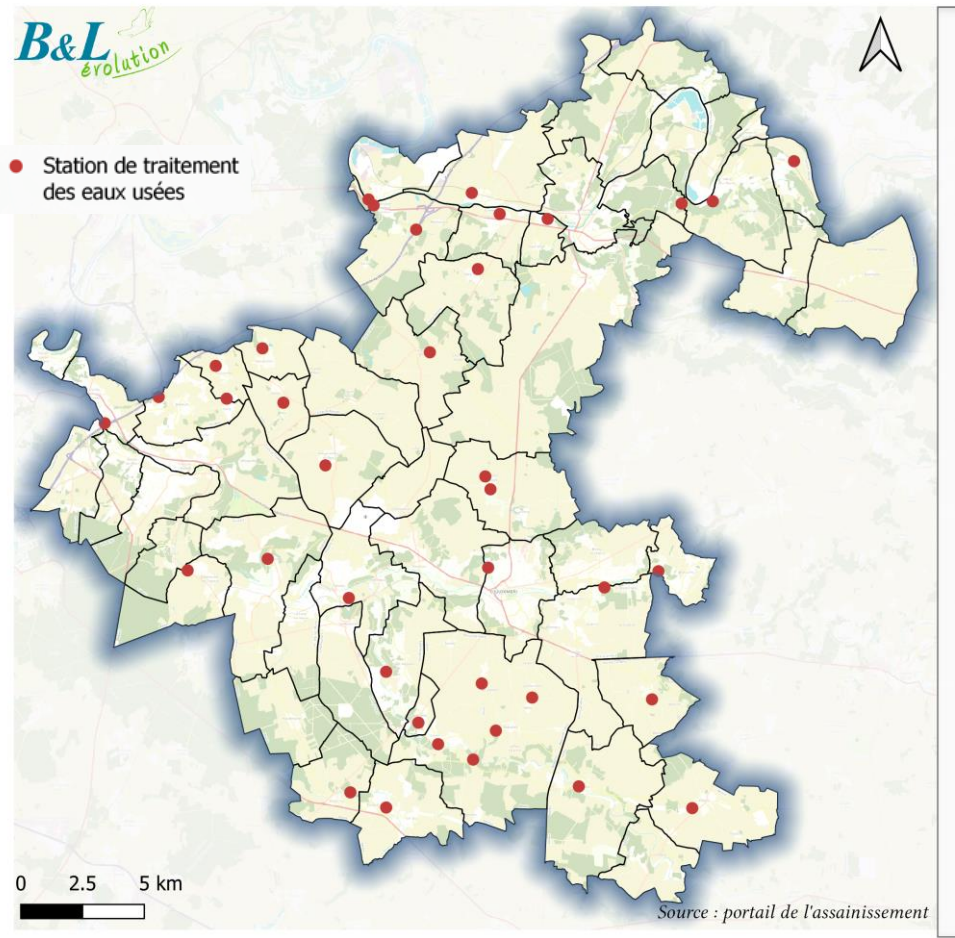 B&L
évolution
Station de traitement
des eaux usées
0 2.5 5 km
Source : portail de l'assainissement